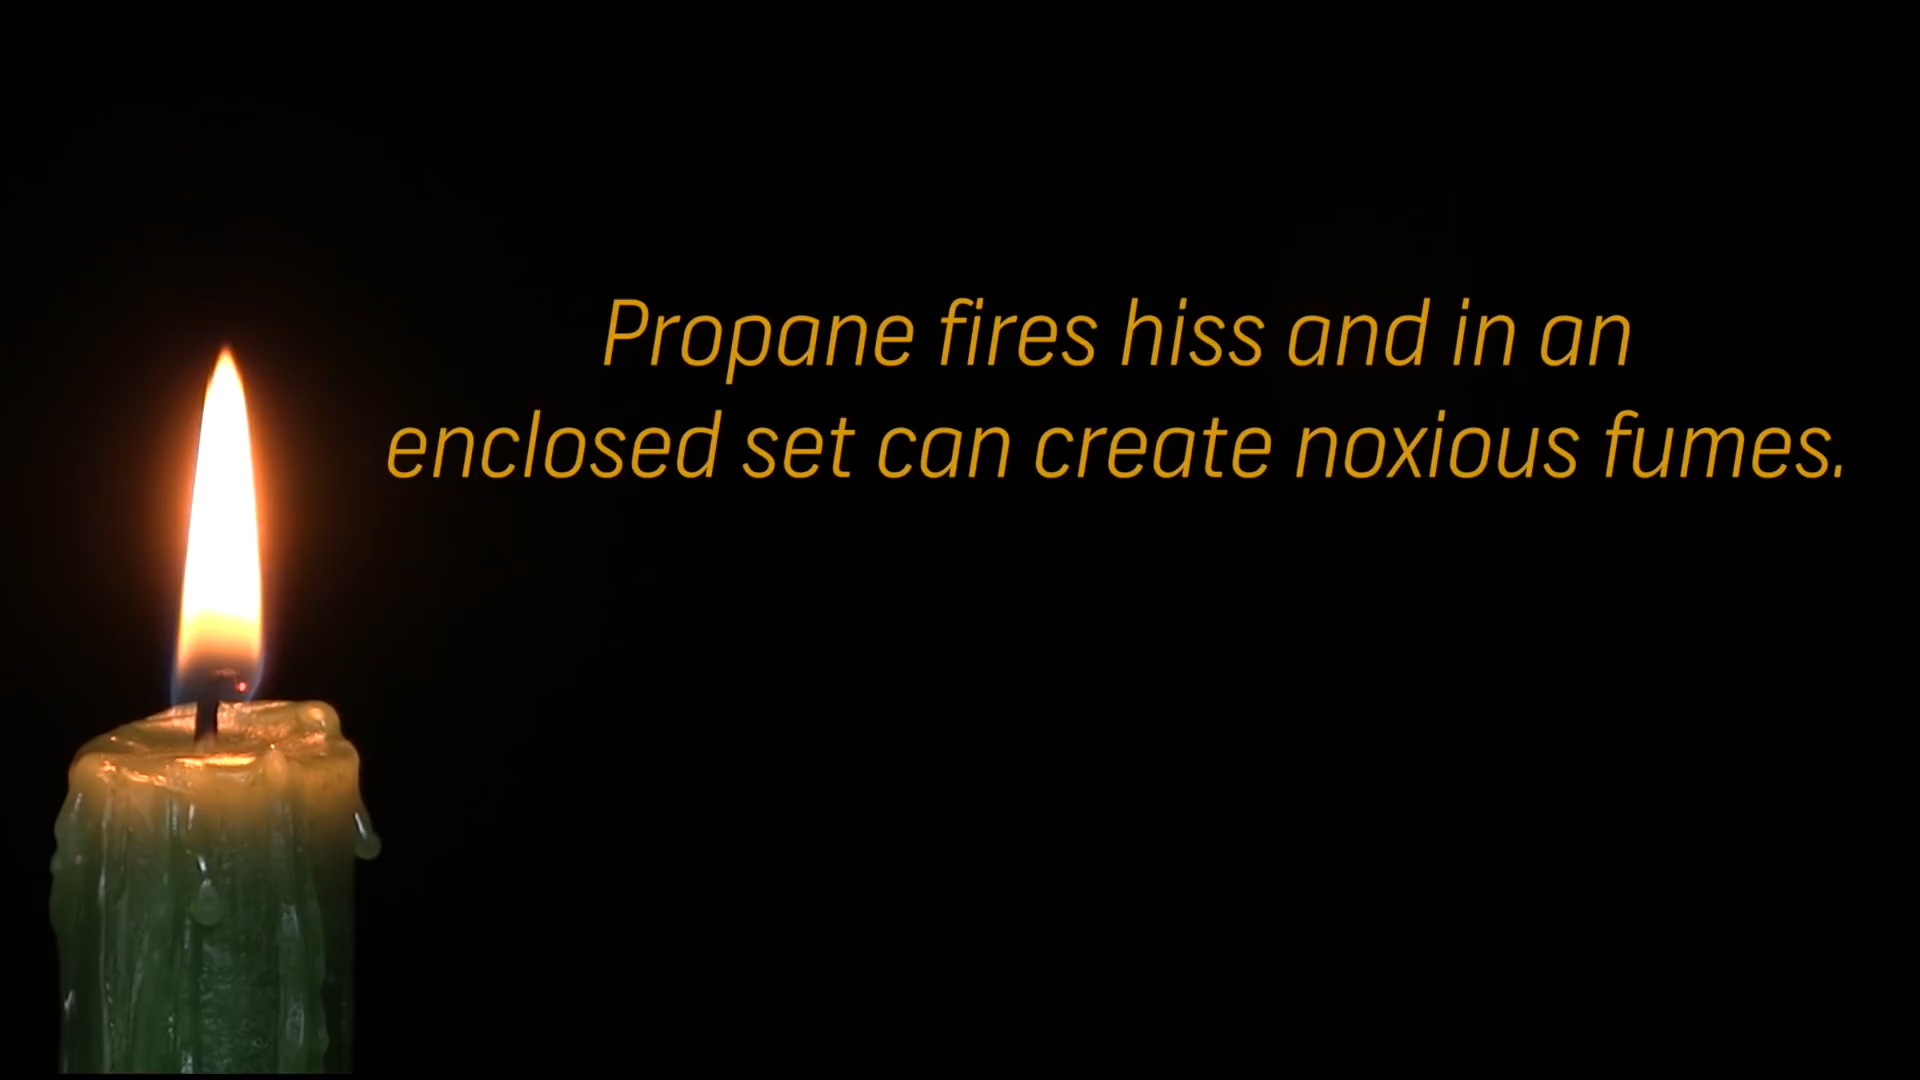 Propane fires hiss and in an
enclosed set can create noxious fumes.